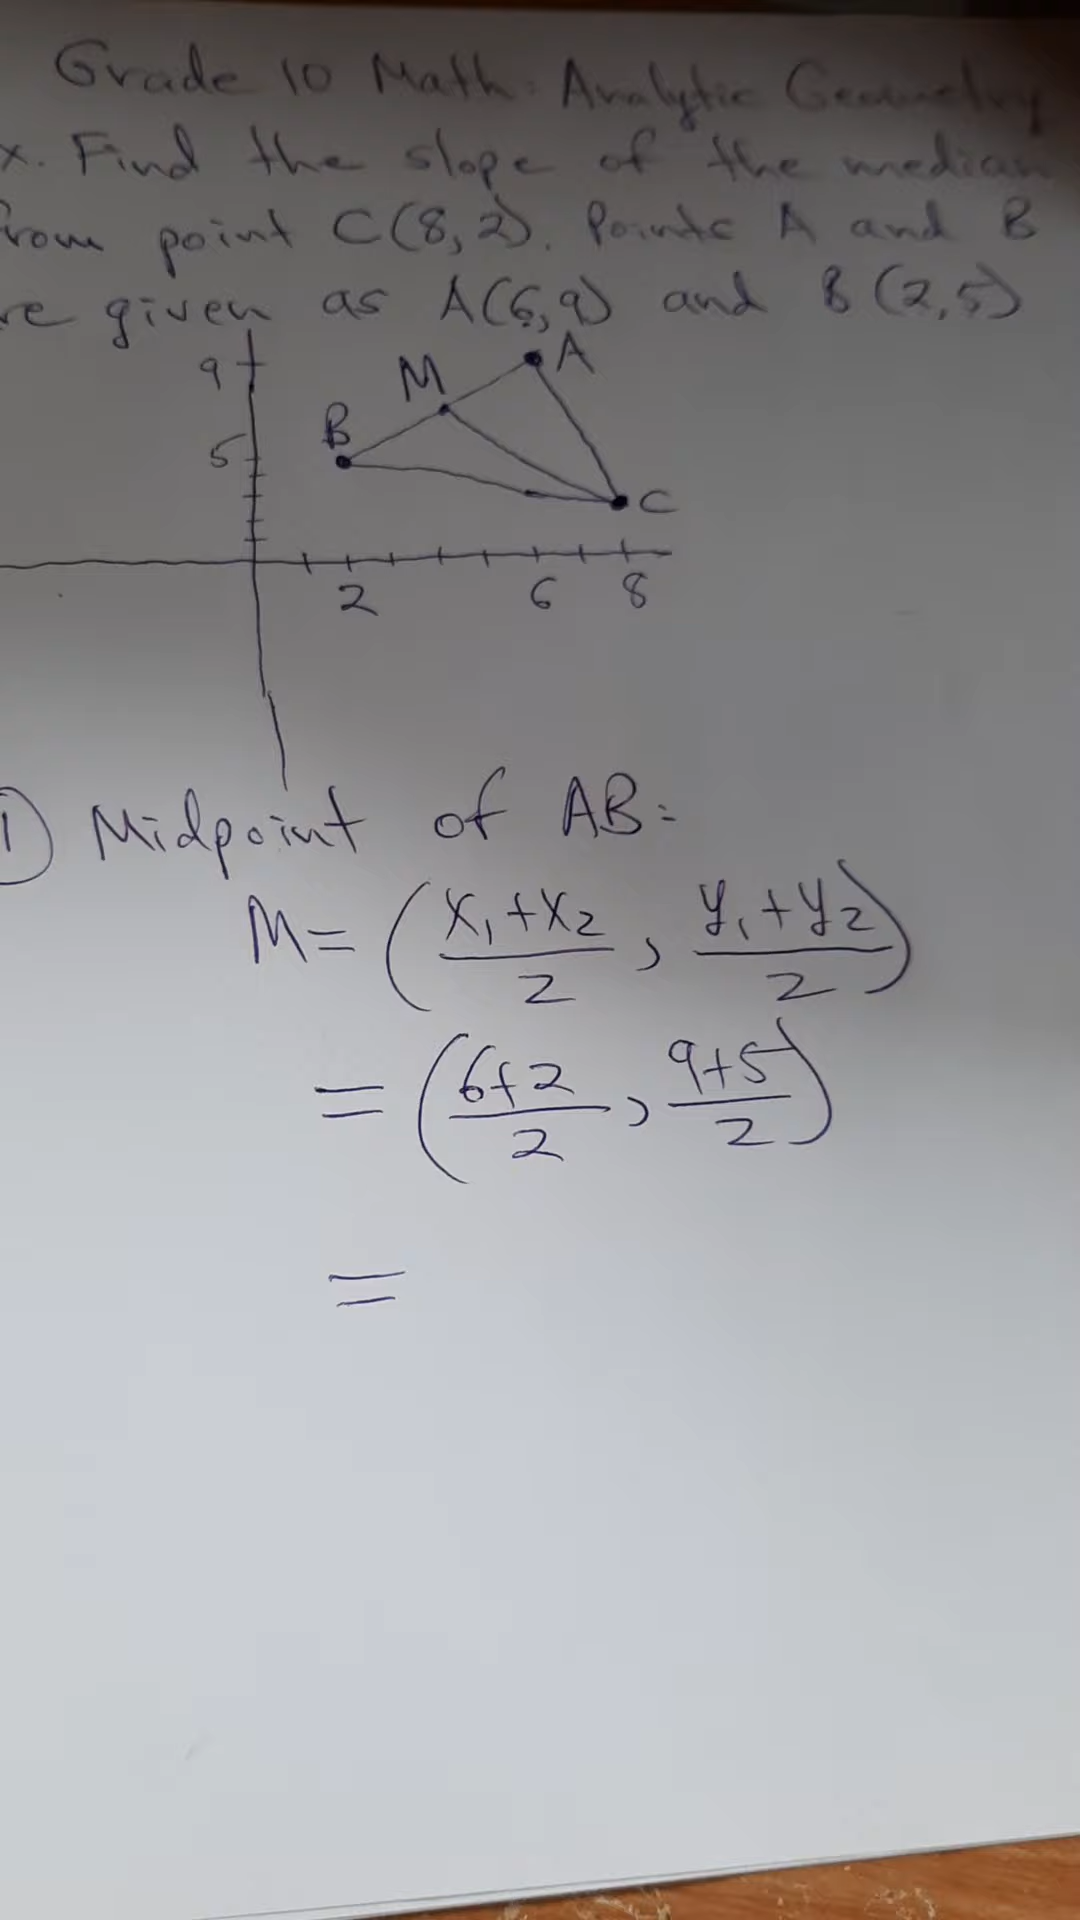 Grade 10 Math: Analytic Geometry
x. Find the slope of the median
from point C(8,2). Points A and B
re given as A(6,9) and B(2,5)
9
A
M
B
5
C
2 6 8
1) Midpoint of AB:
M = (x₁+x₂/2, y₁+y₂/2)
= (6+2/2, 9+5/2)
=